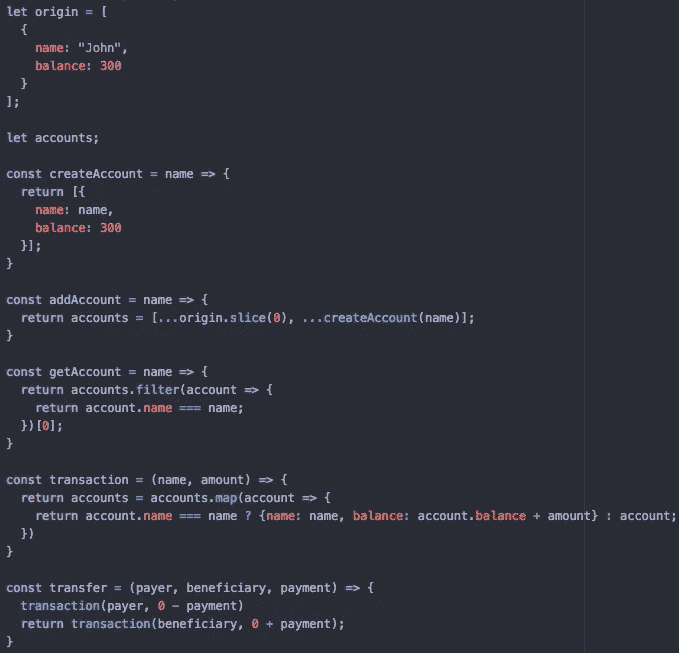 let origin = [
  {
    name: "John",
    balance: 300
  }
];

let accounts;

const createAccount = name => {
  return [{
    name: name,
    balance: 300
  }];
}

const addAccount = name => {
  return accounts = [...origin.slice(0), ...createAccount(name)];
}

const getAccount = name => {
  return accounts.filter(account => {
    return account.name === name;
  })[0];
}

const transaction = (name, amount) => {
  return accounts = accounts.map(account => {
    return account.name === name ? {name: name, balance: account.balance + amount} : account;
  })
}

const transfer = (payer, beneficiary, payment) => {
  transaction(payer, 0 - payment)
  return transaction(beneficiary, 0 + payment);
}